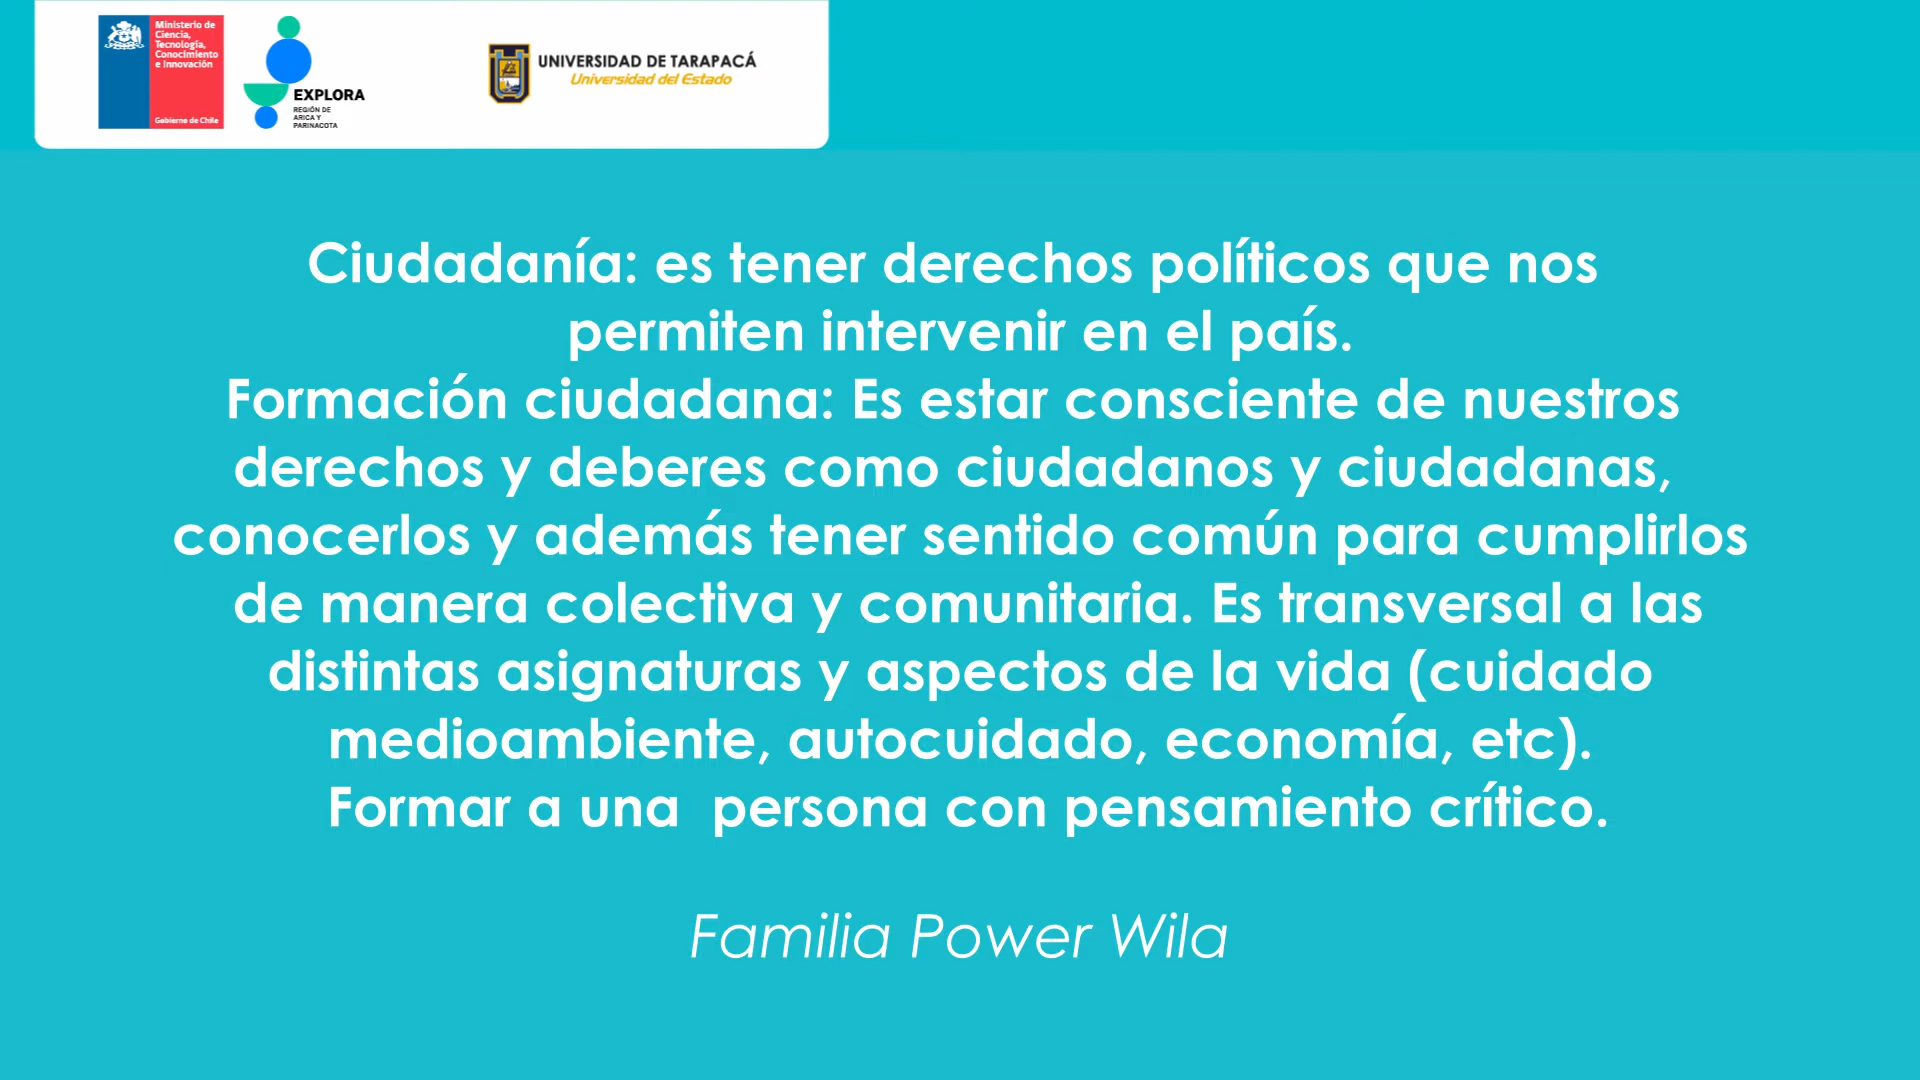 Ministerio de
Ciencia,
Tecnología,
Conocimiento
e Innovación
Gobierno de Chile
EXPLORA
REGIÓN DE
ARICA Y
PARINACOTA
UNIVERSIDAD DE TARAPACÁ
Universidad del Estado
Ciudadanía: es tener derechos políticos que nos
permiten intervenir en el país.
Formación ciudadana: Es estar consciente de nuestros
derechos y deberes como ciudadanos y ciudadanas,
conocerlos y además tener sentido común para cumplirlos
de manera colectiva y comunitaria. Es transversal a las
distintas asignaturas y aspectos de la vida (cuidado
medioambiente, autocuidado, economía, etc).
Formar a una  persona con pensamiento crítico.
Familia Power Wila